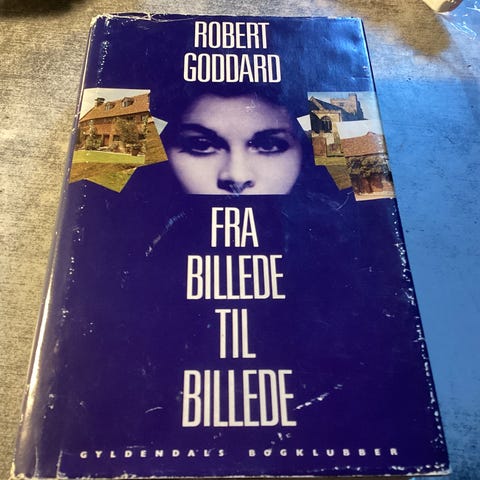 ROBERT
GODDARD
FRA
BILLEDE
TIL
BILLEDE
GYLDENDALS BOGKLUBBER